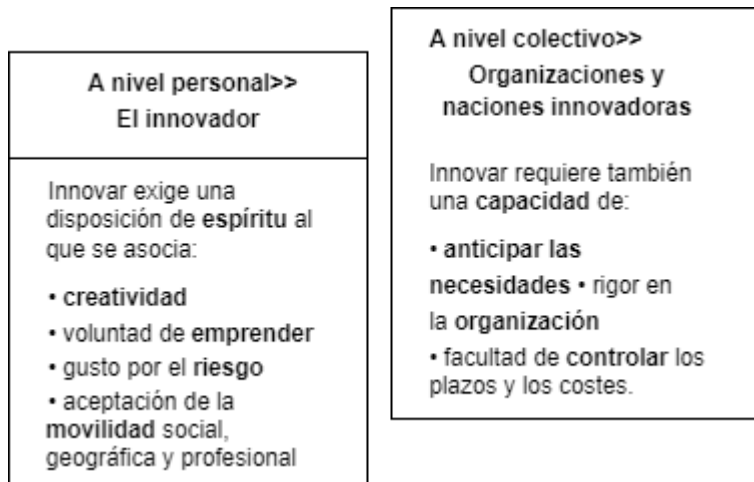 A nivel personal>>
El innovador
Innovar exige una
disposición de espíritu al
que se asocia:
• creatividad
• voluntad de emprender
• gusto por el riesgo
• aceptación de la
movilidad social,
geográfica y profesional
A nivel colectivo>>
Organizaciones y
naciones innovadoras
Innovar requiere también
una capacidad de:
• anticipar las
necesidades • rigor en
la organización
• facultad de controlar los
plazos y los costes.